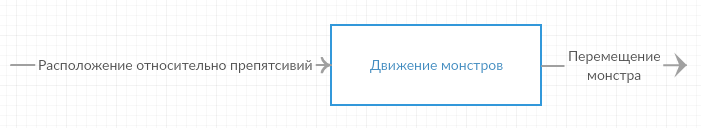 Расположение относительно препятсивий
Движение монстров
Перемещение
монстра